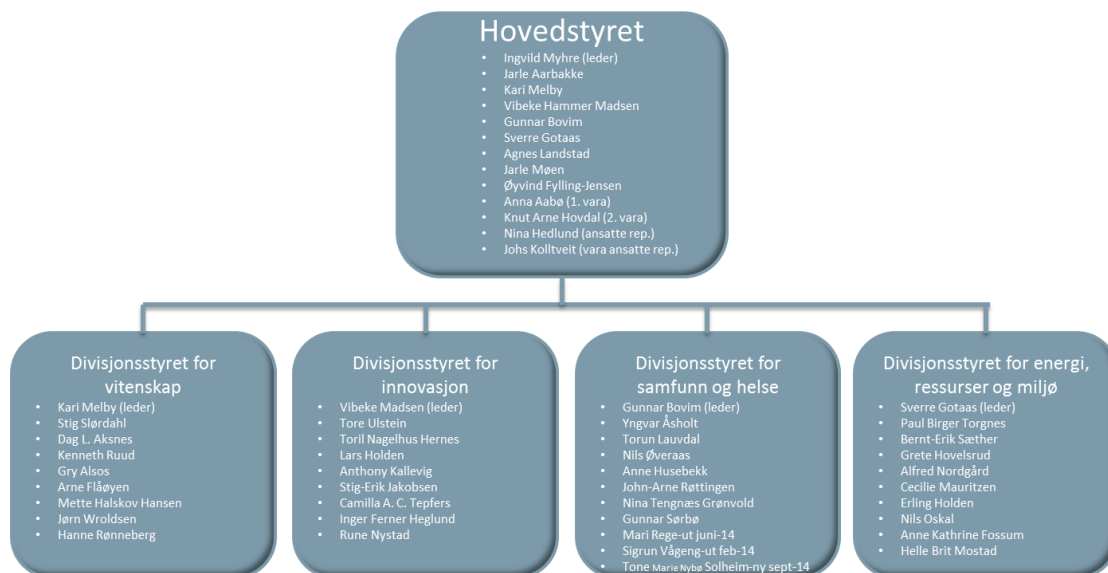 Hovedstyret
• Ingvild Myhre (leder)
• Jarle Aarbakke
• Kari Melby
• Vibeke Hammer Madsen
• Gunnar Bovim
• Sverre Gotaas
• Agnes Landstad
• Jarle Møen
• Øyvind Fylling-Jensen
• Anna Aabø (1. vara)
• Knut Arne Hovdal (2. vara)
• Nina Hedlund (ansatte rep.)
• Johs Kolltveit (vara ansatte rep.)
Divisjonsstyret for
vitenskap
• Kari Melby (leder)
• Stig Slørdahl
• Dag L. Aksnes
• Kenneth Ruud
• Gry Alsos
• Arne Flåøyen
• Mette Halskov Hansen
• Jørn Wroldsen
• Hanne Rønneberg
Divisjonsstyret for
innovasjon
• Vibeke Madsen (leder)
• Tore Ulstein
• Toril Nagelhus Hernes
• Lars Holden
• Anthony Kallevig
• Stig-Erik Jakobsen
• Camilla A. C. Tepfers
• Inger Ferner Heglund
• Rune Nystad
Divisjonsstyret for
samfunn og helse
• Gunnar Bovim (leder)
• Yngvar Åsholt
• Torun Lauvdal
• Nils Øveraas
• Anne Husebekk
• John-Arne Røttingen
• Nina Tengnæs Grønvold
• Gunnar Sørbø
• Mari Rege-ut juni-14
• Sigrun Vågeng-ut feb-14
• Tone Marie Nybø Solheim-ny sept-14
Divisjonsstyret for energi,
ressurser og miljø
• Sverre Gotaas (leder)
• Paul Birger Torgnes
• Bernt-Erik Sæther
• Grete Hovelsrud
• Alfred Nordgård
• Cecilie Mauritzen
• Erling Holden
• Nils Oskal
• Anne Kathrine Fossum
• Helle Brit Mostad